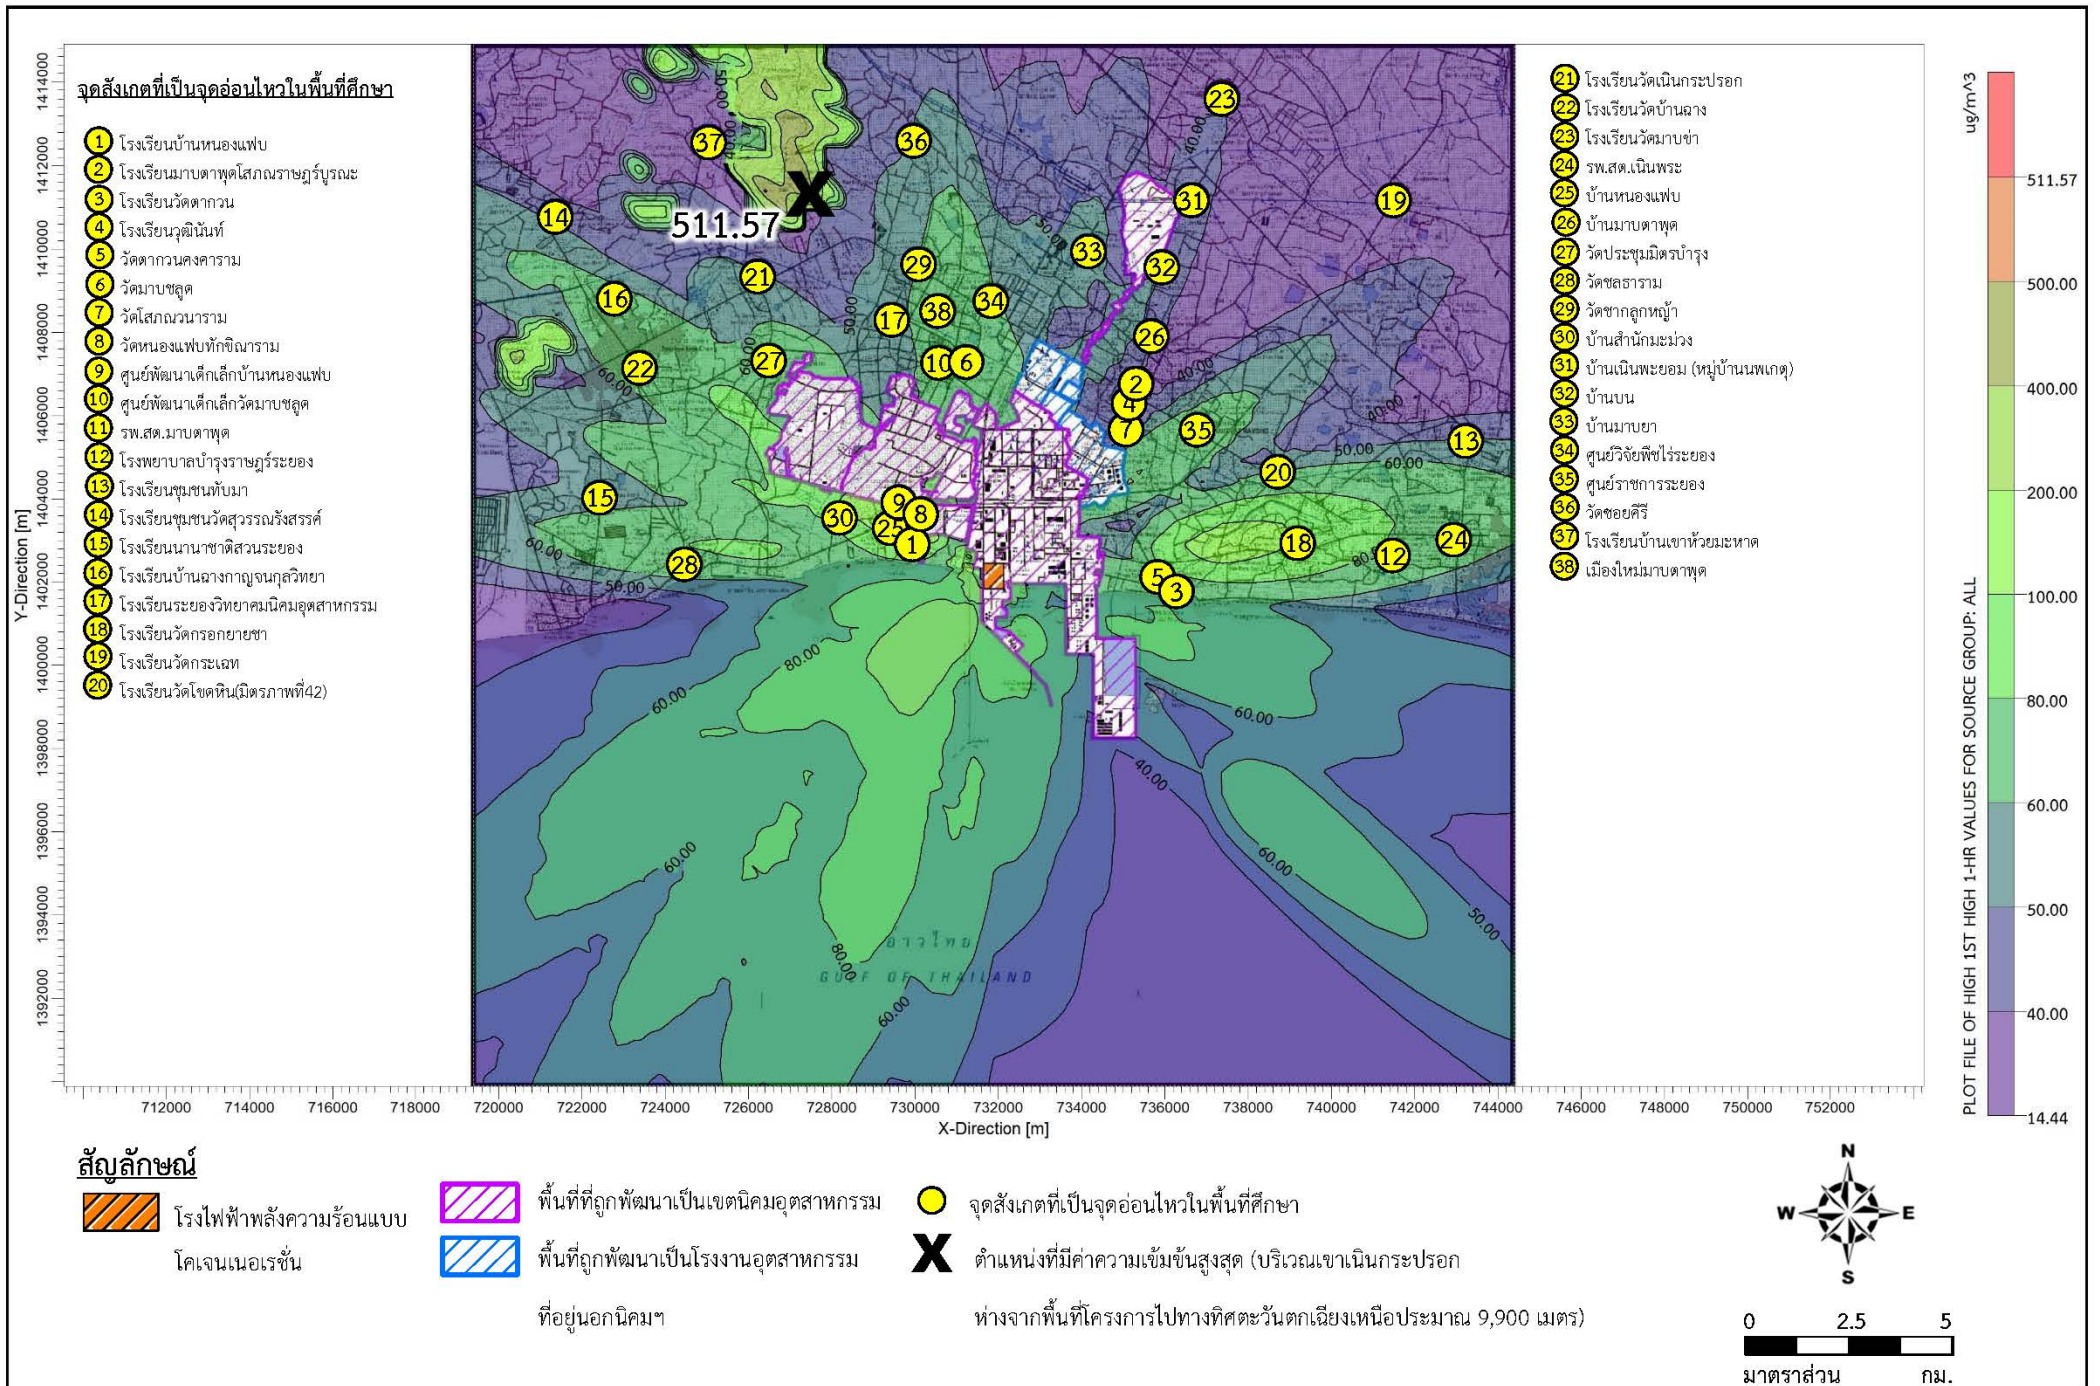 จุดสังเกตที่เป็นจุดอ่อนไหวในพื้นที่ศึกษา
1 โรงเรียนบ้านหนองแฟบ
2 โรงเรียนมาบตาพุดโสภณราษฎร์บูรณะ
3 โรงเรียนวัดตากวน
4 โรงเรียนวุฒินันท์
5 วัดตากวนคงคาราม
6 วัดมาบชลูด
7 วัดโสภณวนาราม
8 วัดหนองแฟบทักขิณาราม
9 ศูนย์พัฒนาเด็กเล็กบ้านหนองแฟบ
10 ศูนย์พัฒนาเด็กเล็กวัดมาบชลูด
11 รพ.สต.มาบตาพุด
12 โรงพยาบาลบำรุงราษฎร์ระยอง
13 โรงเรียนชุมชนทับมา
14 โรงเรียนชุมชนวัดสุวรรณรังสรรค์
15 โรงเรียนนานาชาติสวนระยอง
16 โรงเรียนบ้านฉางกาญจนกุลวิทยา
17 โรงเรียนระยองวิทยาคมนิคมอุตสาหกรรม
18 โรงเรียนวัดกรอกยายชา
19 โรงเรียนวัดกระเฉท
20 โรงเรียนวัดโขดหิน(มิตรภาพที่42)
21 โรงเรียนวัดเนินกระปรอก
22 โรงเรียนวัดบ้านฉาง
23 โรงเรียนวัดมาบข่า
24 รพ.สต.เนินพระ
25 บ้านหนองแฟบ
26 บ้านมาบตาพุด
27 วัดประชุมมิตรบำรุง
28 วัดชลธาราม
29 วัดชากลูกหญ้า
30 บ้านสำนักมะม่วง
31 บ้านเนินพะยอม (หมู่บ้านนพเกตุ)
32 บ้านบน
33 บ้านมาบยา
34 ศูนย์วิจัยพืชไร่ระยอง
35 ศูนย์ราชการระยอง
36 วัดซอยคีรี
37 โรงเรียนบ้านเขาห้วยมะหาด
38 เมืองใหม่มาบตาพุด
511.57
อ่าวไทย
GULF OF THAILAND
Y-Direction [m]
1414000
1412000
1410000
1408000
1406000
1404000
1402000
1400000
1398000
1396000
1394000
1392000
712000 714000 716000 718000 720000 722000 724000 726000 728000 730000 732000 734000 736000 738000 740000 742000 744000 746000 748000 750000 752000
X-Direction [m]
ug/m^3
511.57
500.00
400.00
200.00
100.00
80.00
60.00
50.00
40.00
14.44
PLOT FILE OF HIGH 1ST HIGH 1-HR VALUES FOR SOURCE GROUP: ALL
สัญลักษณ์
โรงไฟฟ้าพลังความร้อนแบบ
โคเจนเนอเรชั่น
พื้นที่ที่ถูกพัฒนาเป็นเขตนิคมอุตสาหกรรม
พื้นที่ถูกพัฒนาเป็นโรงงานอุตสาหกรรม
ที่อยู่นอกนิคมฯ
จุดสังเกตที่เป็นจุดอ่อนไหวในพื้นที่ศึกษา
X ตำแหน่งที่มีค่าความเข้มข้นสูงสุด (บริเวณเขาเนินกระปรอก
ห่างจากพื้นที่โครงการไปทางทิศตะวันตกเฉียงเหนือประมาณ 9,900 เมตร)
N
W E
S
0 2.5 5
มาตราส่วน กม.